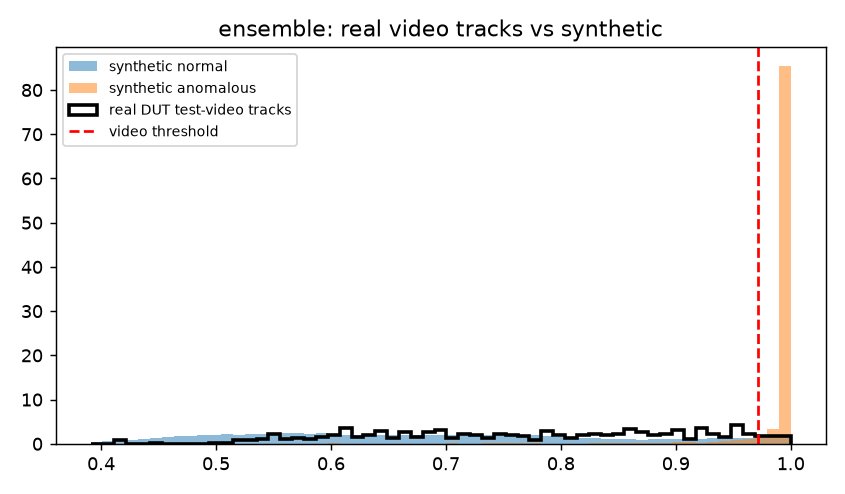 ensemble: real video tracks vs synthetic
synthetic normal
synthetic anomalous
real DUT test-video tracks
video threshold
80
70
60
50
40
30
20
10
0
0.4 0.5 0.6 0.7 0.8 0.9 1.0